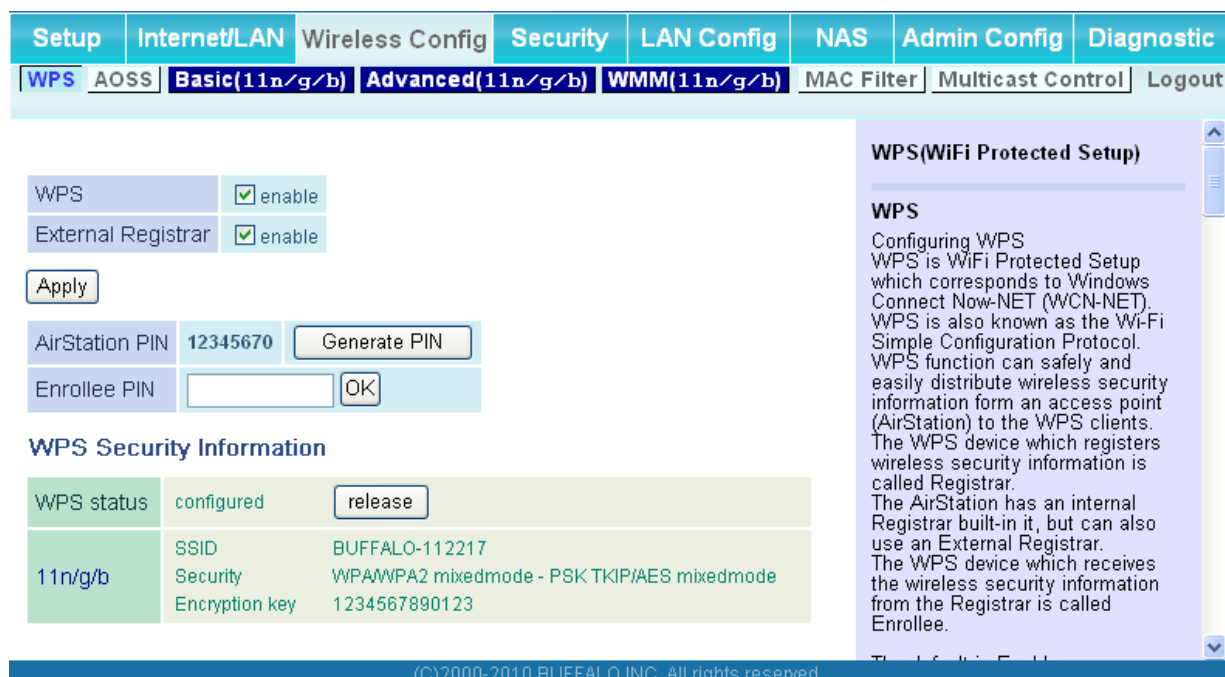 Setup Internet/LAN Wireless Config Security LAN Config NAS Admin Config Diagnostic
WPS AOSS Basic(11n/g/b) Advanced(11n/g/b) WMM(11n/g/b) MAC Filter Multicast Control Logout
WPS enable
External Registrar enable
Apply
AirStation PIN 12345670 Generate PIN
Enrollee PIN OK
WPS Security Information
WPS status configured release
11n/g/b
SSID BUFFALO-112217
Security WPA/WPA2 mixedmode - PSK TKIP/AES mixedmode
Encryption key 1234567890123
WPS(WiFi Protected Setup)
WPS
Configuring WPS
WPS is WiFi Protected Setup
which corresponds to Windows
Connect Now-NET (WCN-NET).
WPS is also known as the Wi-Fi
Simple Configuration Protocol.
WPS function can safely and
easily distribute wireless security
information form an access point
(AirStation) to the WPS clients.
The WPS device which registers
wireless security information is
called Registrar.
The AirStation has an internal
Registrar built-in it, but can also
use an External Registrar.
The WPS device which receives
the wireless security information
from the Registrar is called
Enrollee.
(C)2000-2010 BUFFALO INC. All rights reserved.